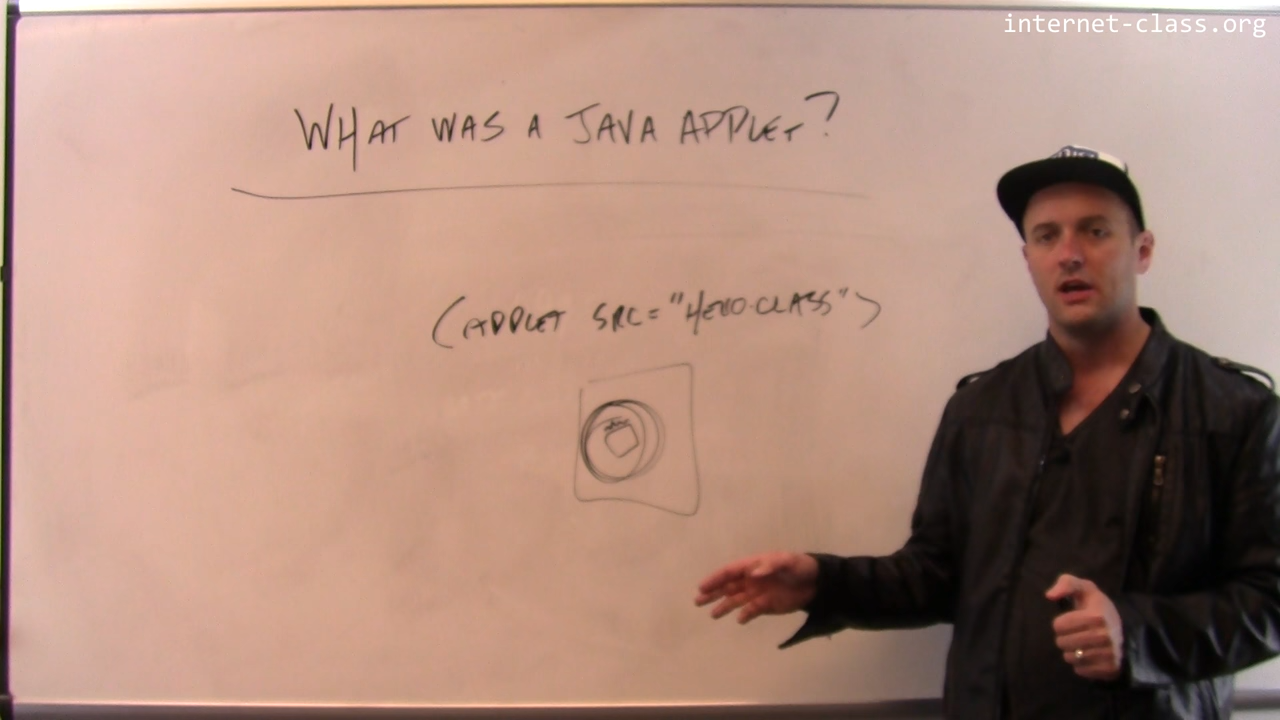 internet-class.org
WHAT WAS A JAVA APPLET?
(APPLET SRC="HELLO.CLASS")